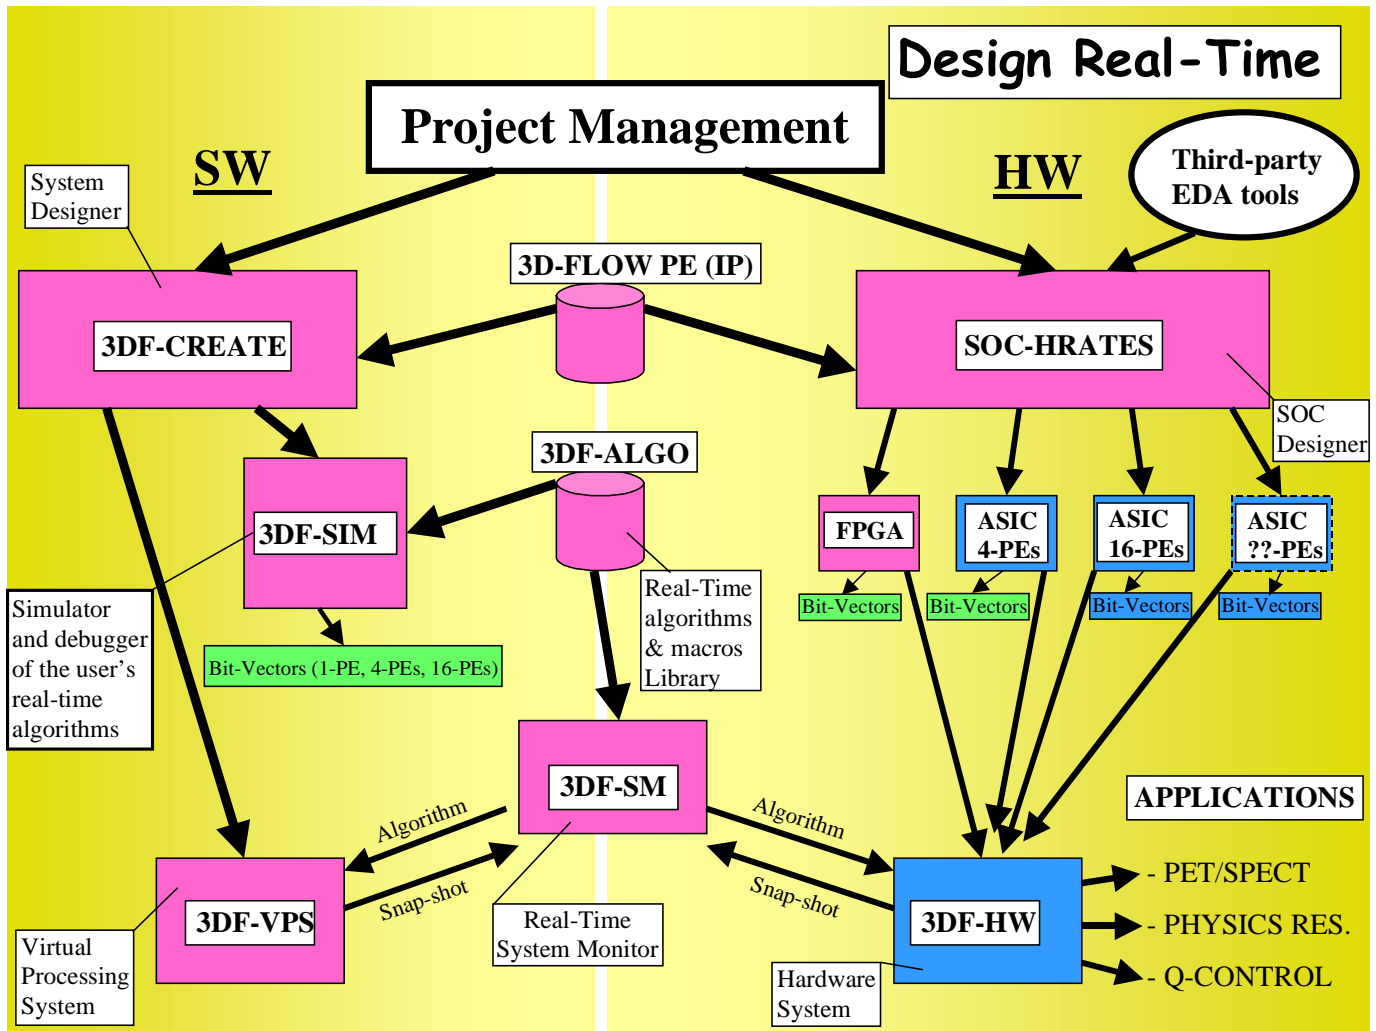 Design Real-Time
Project Management
SW
HW
Third-party
EDA tools
System
Designer
3D-FLOW PE (IP)
3DF-CREATE
SOC-HRATES
SOC
Designer
3DF-ALGO
3DF-SIM
FPGA
ASIC
4-PEs
ASIC
16-PEs
ASIC
??-PEs
Bit-Vectors
Bit-Vectors
Bit-Vectors
Bit-Vectors
Simulator
and debugger
of the user’s
real-time
algorithms
Real-Time
algorithms
& macros
Library
Bit-Vectors (1-PE, 4-PEs, 16-PEs)
3DF-SM
APPLICATIONS
Algorithm
Algorithm
Snap-shot
Snap-shot
3DF-VPS
Real-Time
System Monitor
3DF-HW
- PET/SPECT
- PHYSICS RES.
- Q-CONTROL
Virtual
Processing
System
Hardware
System